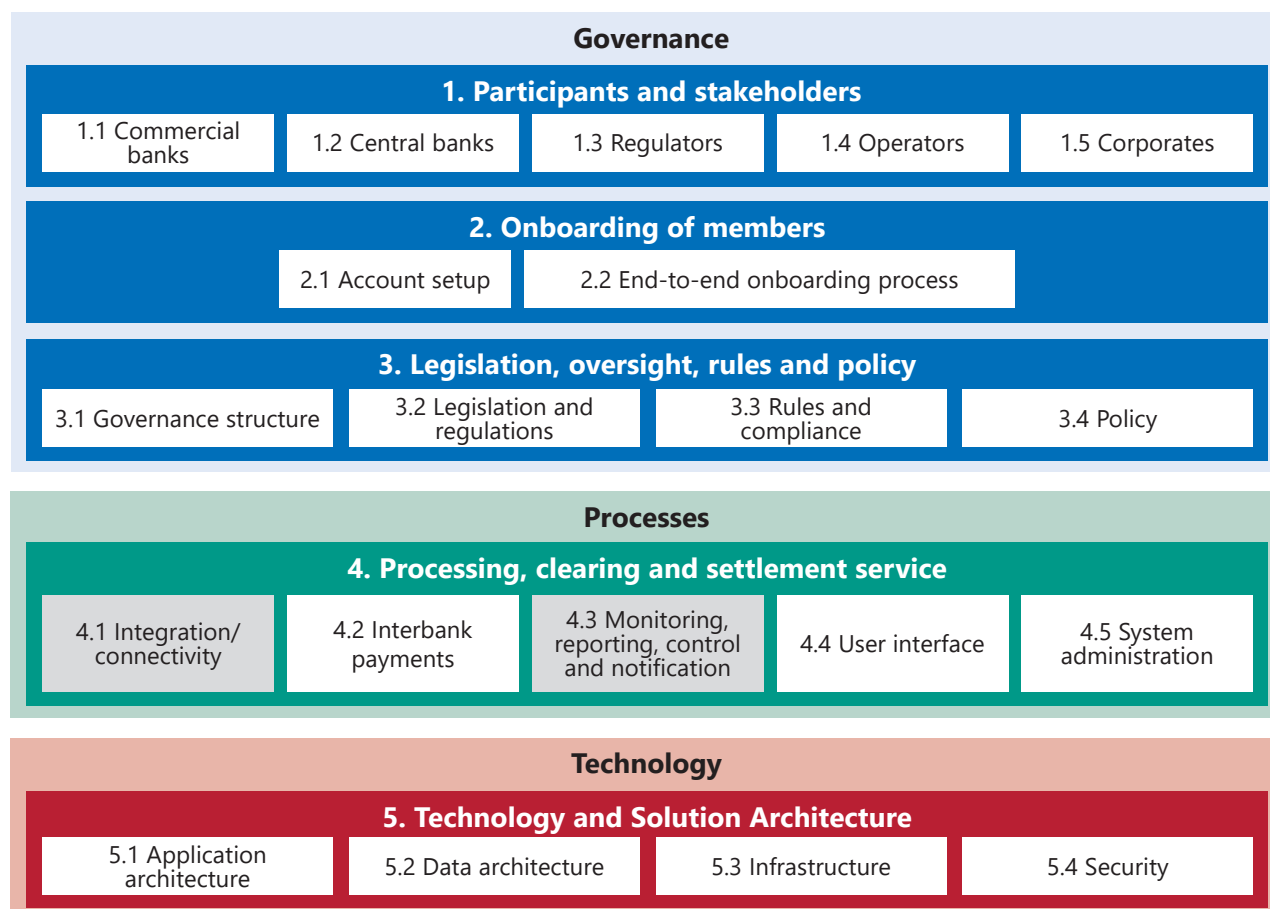 Governance
1. Participants and stakeholders
1.1 Commercial
banks
1.2 Central banks
1.3 Regulators
1.4 Operators
1.5 Corporates
2. Onboarding of members
2.1 Account setup
2.2 End-to-end onboarding process
3. Legislation, oversight, rules and policy
3.1 Governance structure
3.2 Legislation and
regulations
3.3 Rules and
compliance
3.4 Policy
Processes
4. Processing, clearing and settlement service
4.1 Integration/
connectivity
4.2 Interbank
payments
4.3 Monitoring,
reporting, control
and notification
4.4 User interface
4.5 System
administration
Technology
5. Technology and Solution Architecture
5.1 Application
architecture
5.2 Data architecture
5.3 Infrastructure
5.4 Security